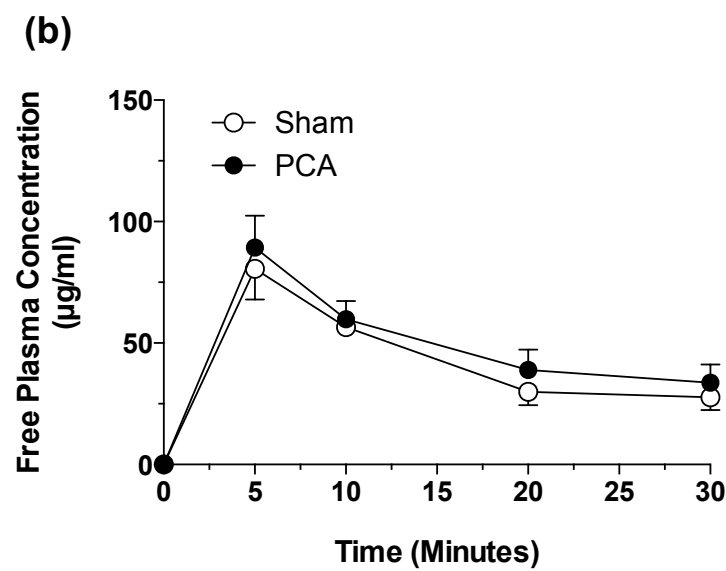 (b)
Free Plasma Concentration
(µg/ml)
150
100
50
0
Sham
PCA
0 5 10 15 20 25 30
Time (Minutes)